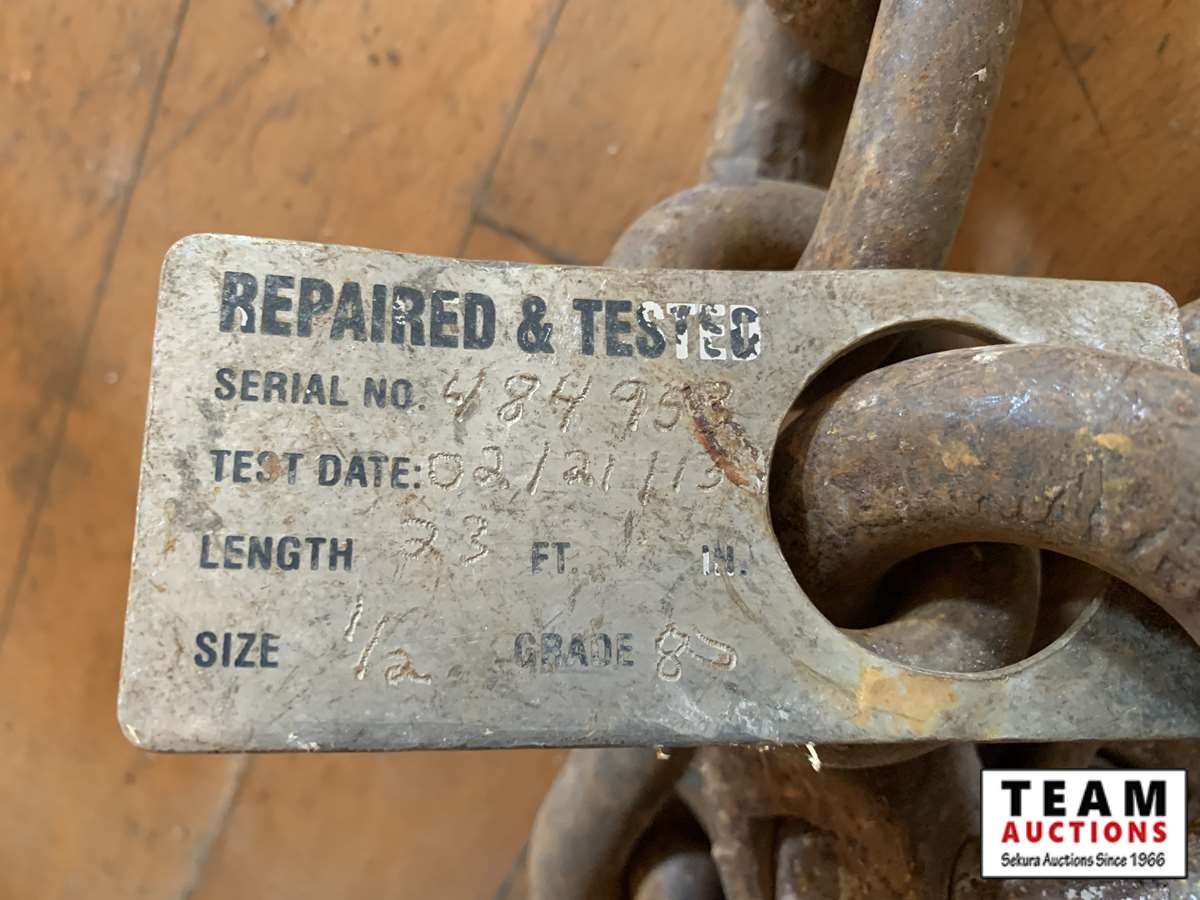 REPAIRED & TESTED
SERIAL NO. 484953
TEST DATE: 02/21/13
LENGTH 23 FT. IN.
SIZE 1/2 GRADE 80
TEAM
AUCTIONS
Sekura Auctions Since 1966